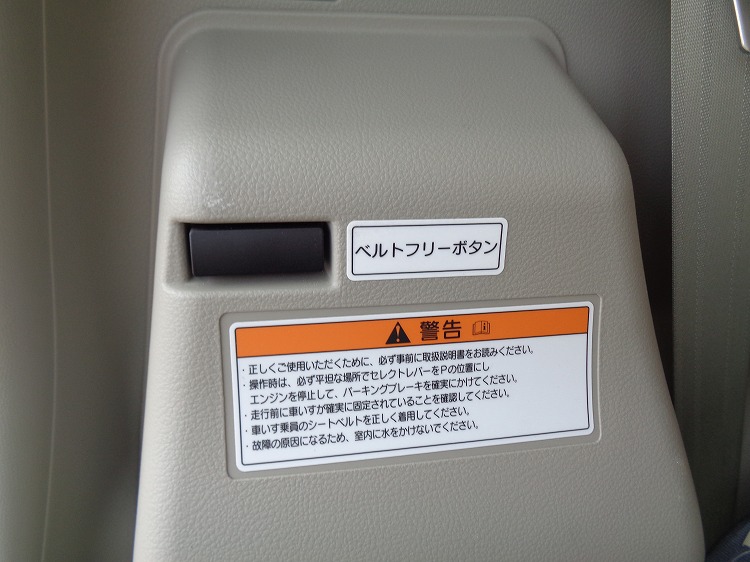 ベルトフリーボタン
警告
・正しくご使用いただくために、必ず事前に取扱説明書をお読みください。
・操作時は、必ず平坦な場所でセレクトレバーをPの位置にし
エンジンを停止して、パーキングブレーキを確実にかけてください。
・走行前に車いすが確実に固定されていることを確認してください。
・車いす乗員のシートベルトを正しく着用してください。
・故障の原因になるため、室内に水をかけないでください。